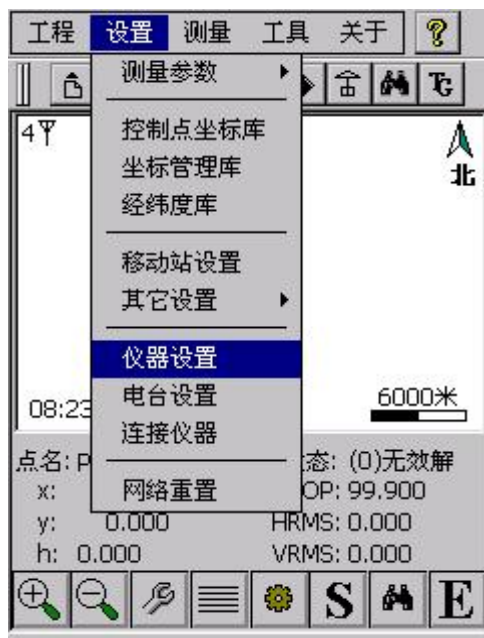 工程 设置 测量 工具 关于 ?
测量参数
TG
4
控制点坐标库
北
坐标管理库
经纬度库
移动站设置
其它设置
仪器设置
08:23
电台设置
6000米
连接仪器
点名: P 态: (0)无效解
x: 网络重置 OP: 99.900
y: 0.000 HRMS: 0.000
h: 0.000 VRMS: 0.000
S E